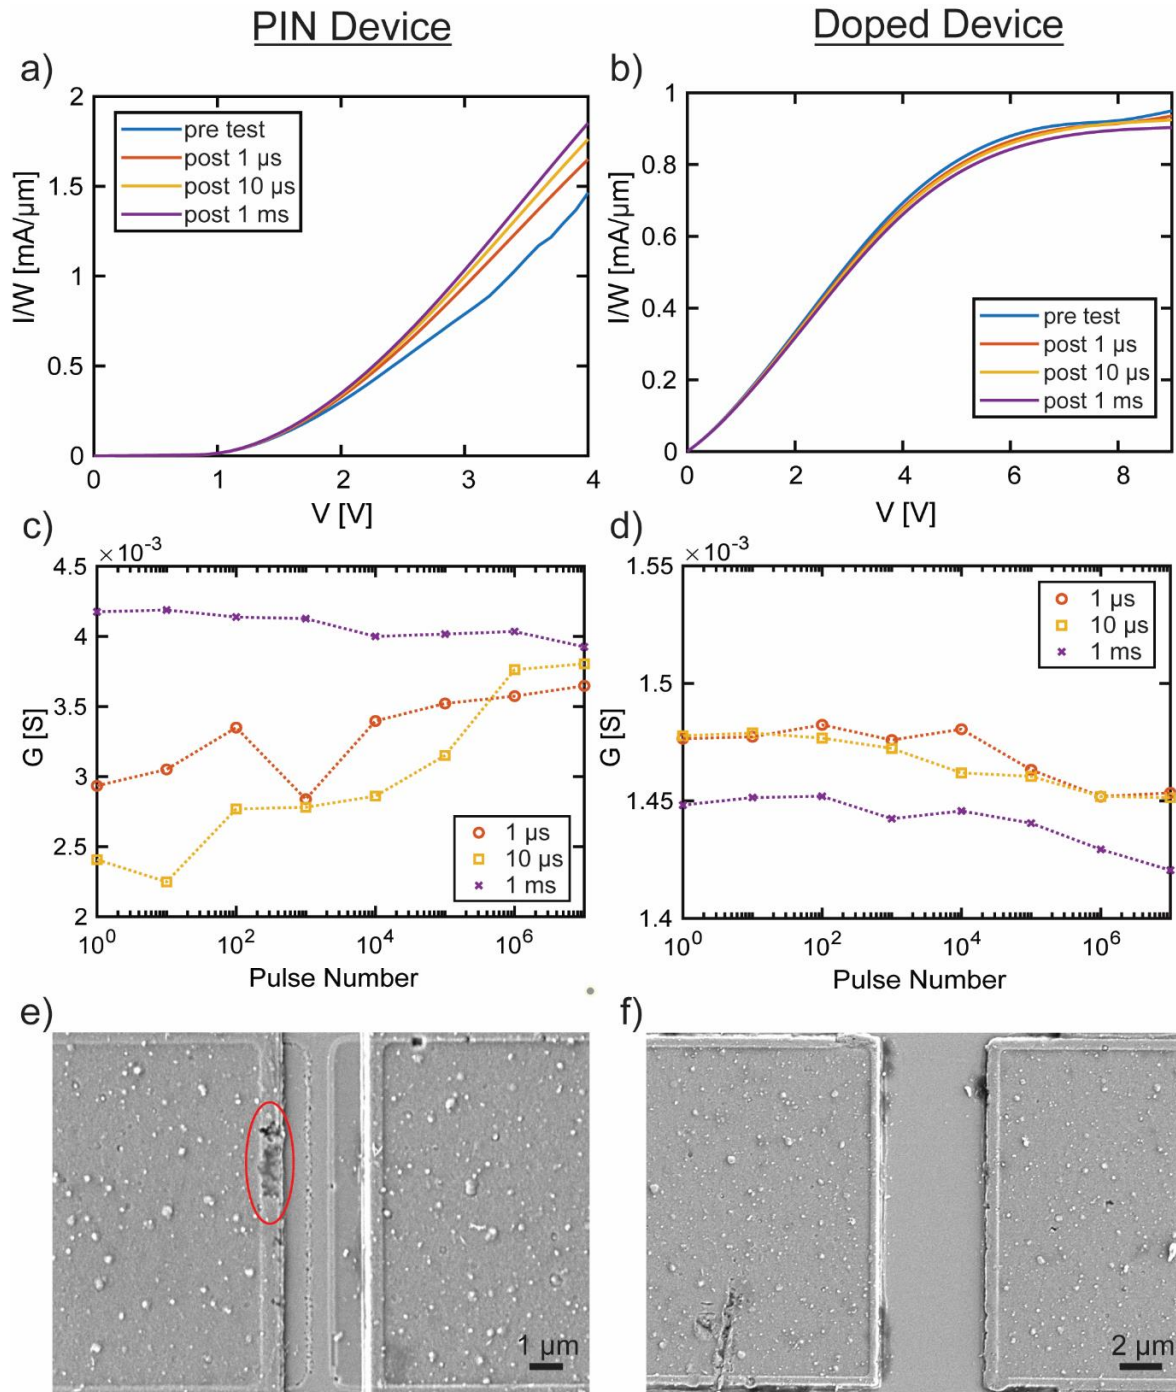 PIN Device
Doped Device
a)
I/W [mA/μm]
2
1.5
1
0.5
0
pre test
post 1 μs
post 10 μs
post 1 ms
0 1 2 3 4
V [V]
b)
I/W [mA/μm]
1
0.8
0.6
0.4
0.2
0
pre test
post 1 μs
post 10 μs
post 1 ms
0 2 4 6 8
V [V]
c)
×10⁻³
G [S]
4.5
4
3.5
3
2.5
2
1 μs
10 μs
1 ms
10⁰ 10² 10⁴ 10⁶
Pulse Number
d)
×10⁻³
G [S]
1.55
1.5
1.45
1.4
1 μs
10 μs
1 ms
10⁰ 10² 10⁴ 10⁶
Pulse Number
e)
1 μm
f)
2 μm